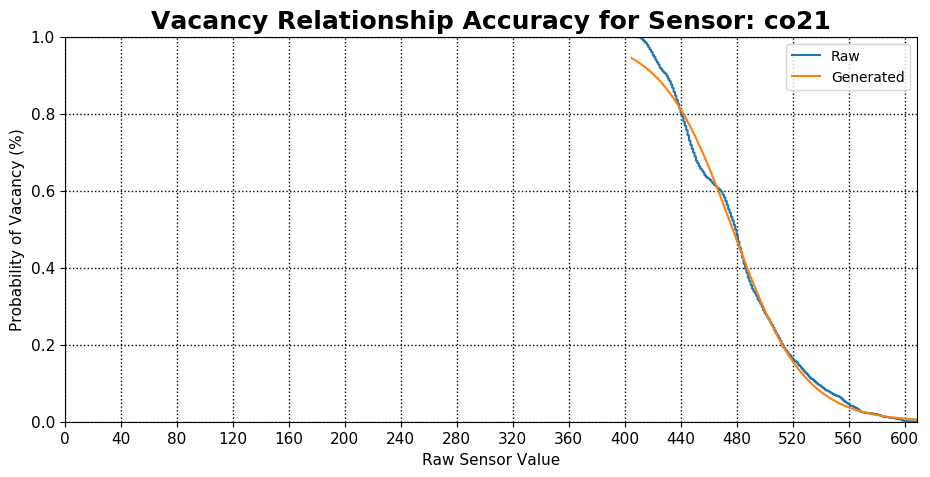 Vacancy Relationship Accuracy for Sensor: co21
Raw
Generated
Probability of Vacancy (%)
1.0
0.8
0.6
0.4
0.2
0.0
0 40 80 120 160 200 240 280 320 360 400 440 480 520 560 600
Raw Sensor Value